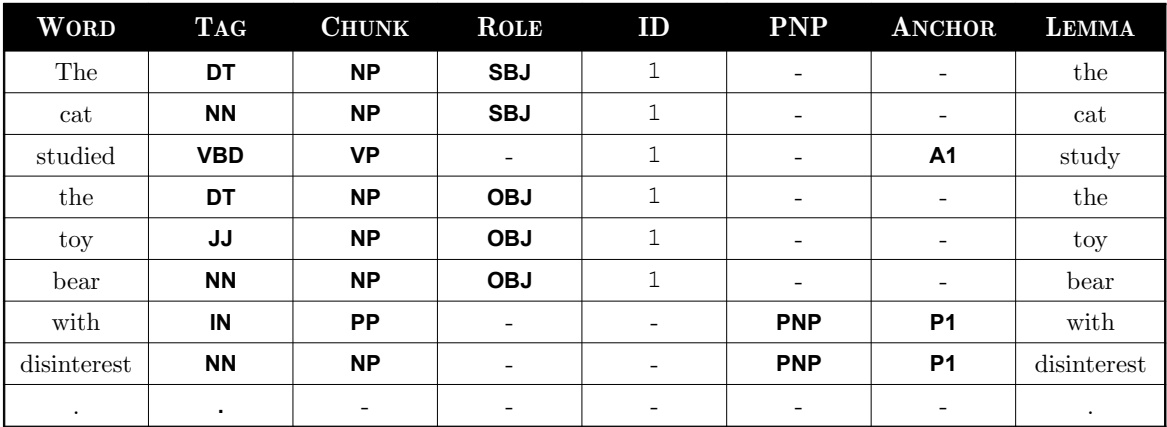 WORD TAG CHUNK ROLE ID PNP ANCHOR LEMMA
The DT NP SBJ 1 - - the
cat NN NP SBJ 1 - - cat
studied VBD VP - 1 - A1 study
the DT NP OBJ 1 - - the
toy JJ NP OBJ 1 - - toy
bear NN NP OBJ 1 - - bear
with IN PP - - PNP P1 with
disinterest NN NP - - PNP P1 disinterest
. . - - - - - .